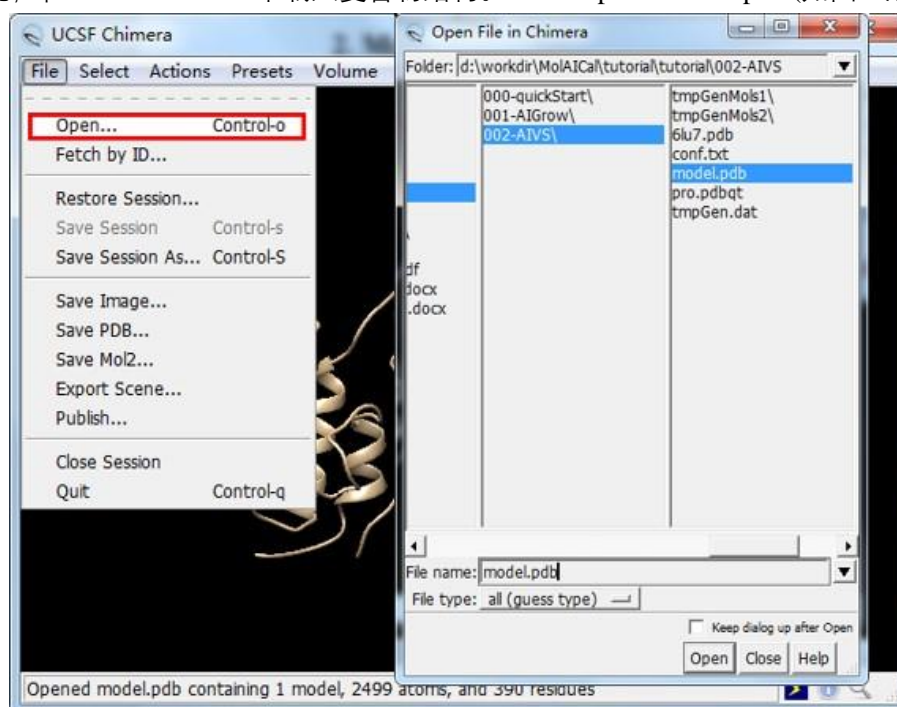 UCSF Chimera
File Select Actions Presets Volume
Open... Control-o
Fetch by ID...
Restore Session...
Save Session Control-s
Save Session As... Control-S
Save Image...
Save PDB...
Save Mol2...
Export Scene...
Publish...
Close Session
Quit Control-q
Opened model.pdb containing 1 model, 2499 atoms, and 390 residues
Open File in Chimera
Folder: d:\workdir\MolAICal\tutorial\tutorial\002-AIVS
\
df
docx
.docx
000-quickStart\
001-AIGrow\
002-AIVS\
tmpGenMols1\
tmpGenMols2\
6lu7.pdb
conf.txt
model.pdb
pro.pdbqt
tmpGen.dat
File name: model.pdb
File type: all (guess type)
Keep dialog up after Open
Open Close Help